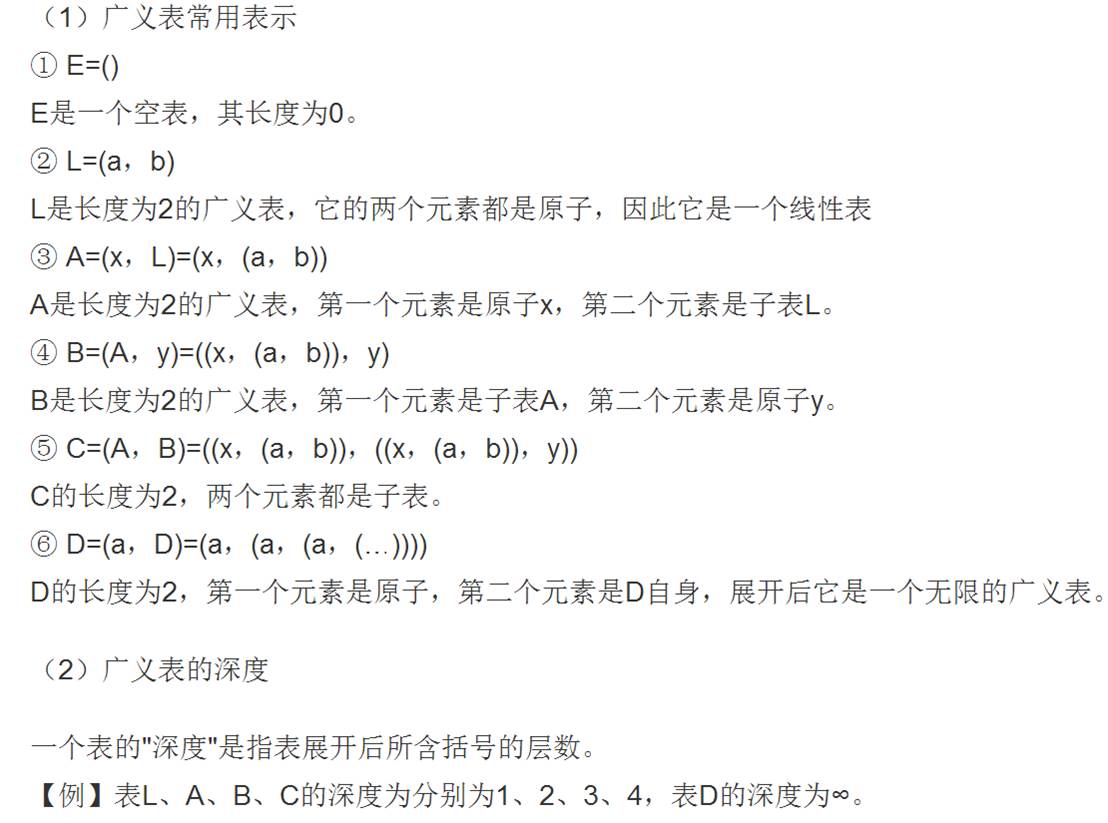 （1）广义表常用表示
① E=()
E是一个空表，其长度为0。
② L=(a，b)
L是长度为2的广义表，它的两个元素都是原子，因此它是一个线性表
③ A=(x，L)=(x，(a，b))
A是长度为2的广义表，第一个元素是原子x，第二个元素是子表L。
④ B=(A，y)=((x，(a，b))，y)
B是长度为2的广义表，第一个元素是子表A，第二个元素是原子y。
⑤ C=(A，B)=((x，(a，b))，((x，(a，b))，y))
C的长度为2，两个元素都是子表。
⑥ D=(a，D)=(a，(a，(a，(…))))
D的长度为2，第一个元素是原子，第二个元素是D自身，展开后它是一个无限的广义表。
（2）广义表的深度
一个表的"深度"是指表展开后所含括号的层数。
【例】表L、A、B、C的深度为分别为1、2、3、4，表D的深度为∞。